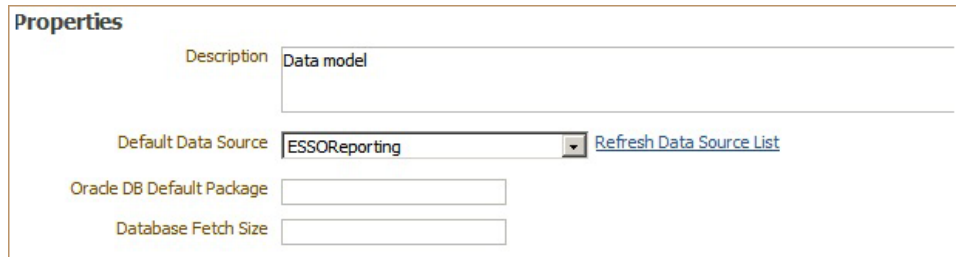 Properties
Description Data model
Default Data Source ESSOReporting Refresh Data Source List
Oracle DB Default Package
Database Fetch Size